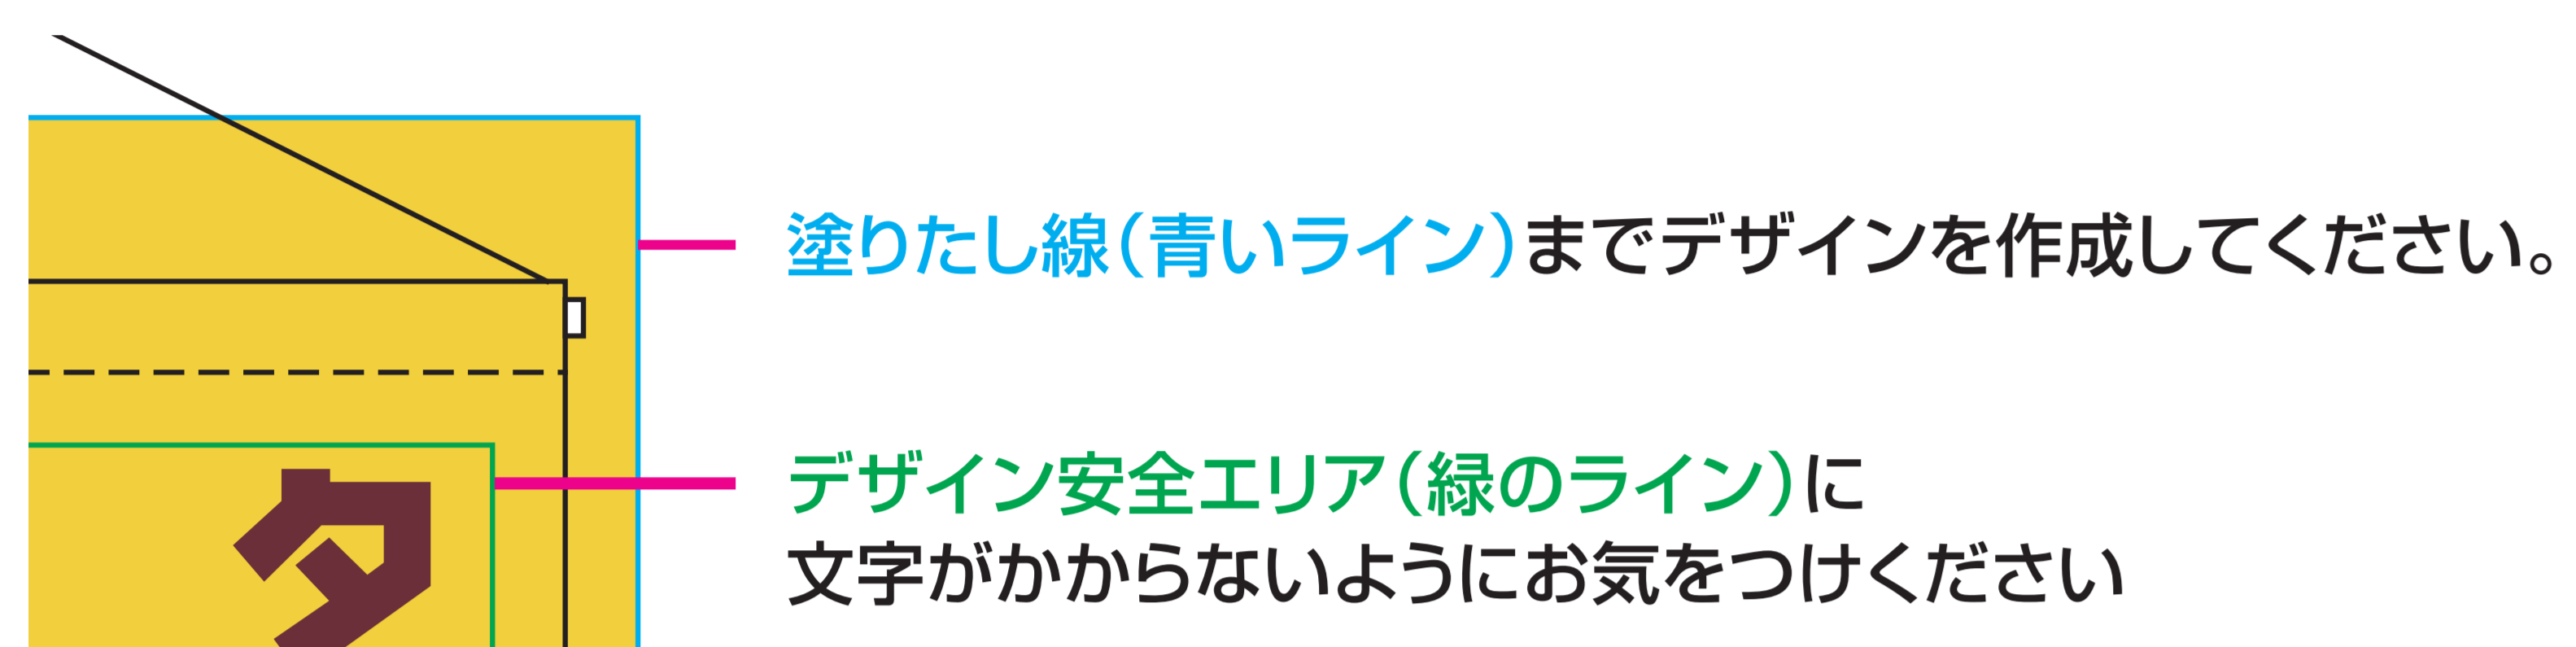 塗りたし線（青いライン）までデザインを作成してください。
デザイン安全エリア（緑のライン）に
文字がかからないようにお気をつけください
タ